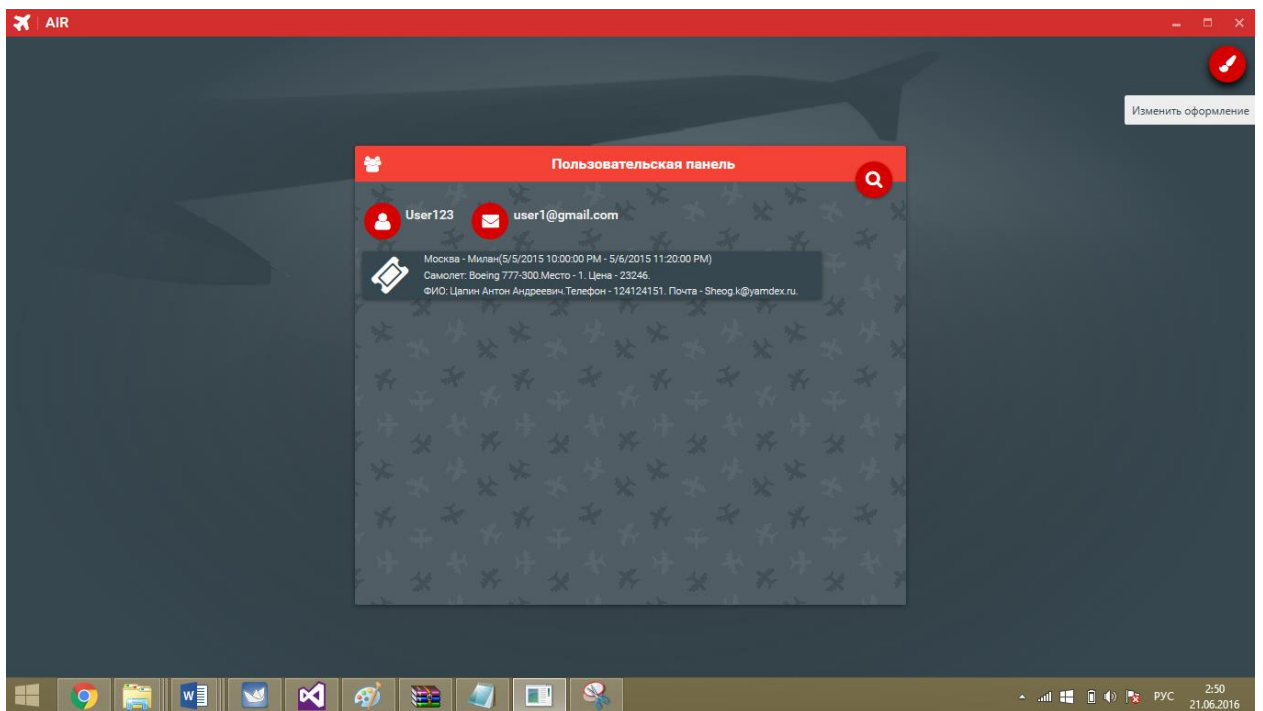 AIR
Изменить оформление
Пользовательская панель
User123
user1@gmail.com
Москва - Милан(5/5/2015 10:00:00 PM - 5/6/2015 11:20:00 PM)
Самолет: Boeing 777-300.Место - 1. Цена - 23246.
ФИО: Цапин Антон Андреевич.Телефон - 124124151. Почта - Sheog.k@yamdex.ru.
РУС
2:50
21.06.2016